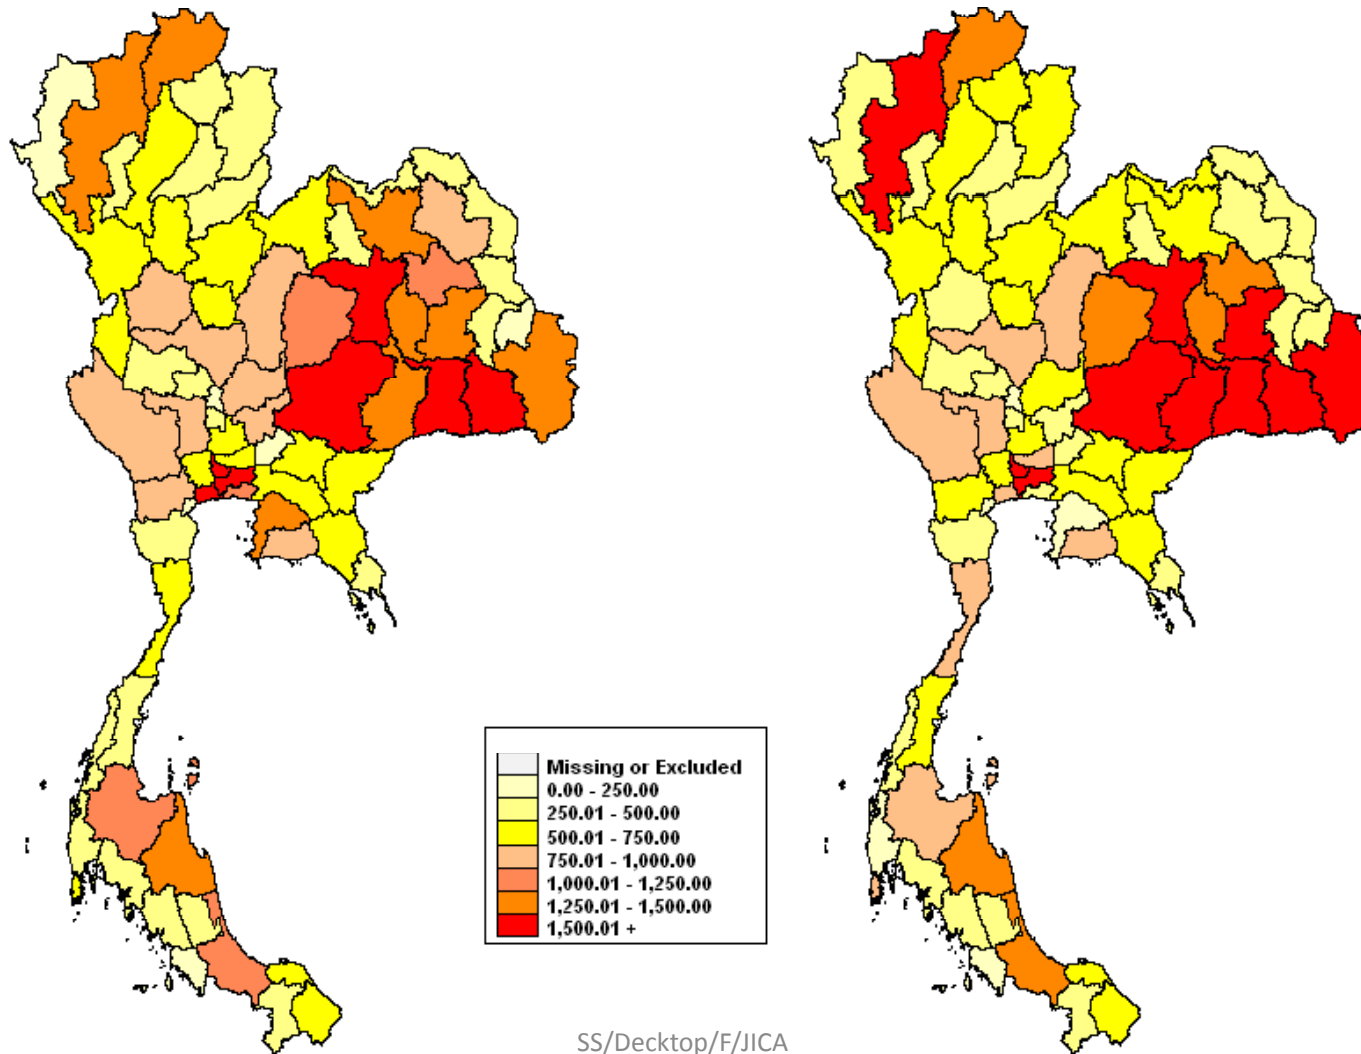 Missing or Excluded
0.00 - 250.00
250.01 - 500.00
500.01 - 750.00
750.01 - 1,000.00
1,000.01 - 1,250.00
1,250.01 - 1,500.00
1,500.01 +
SS/Decktop/F/JICA